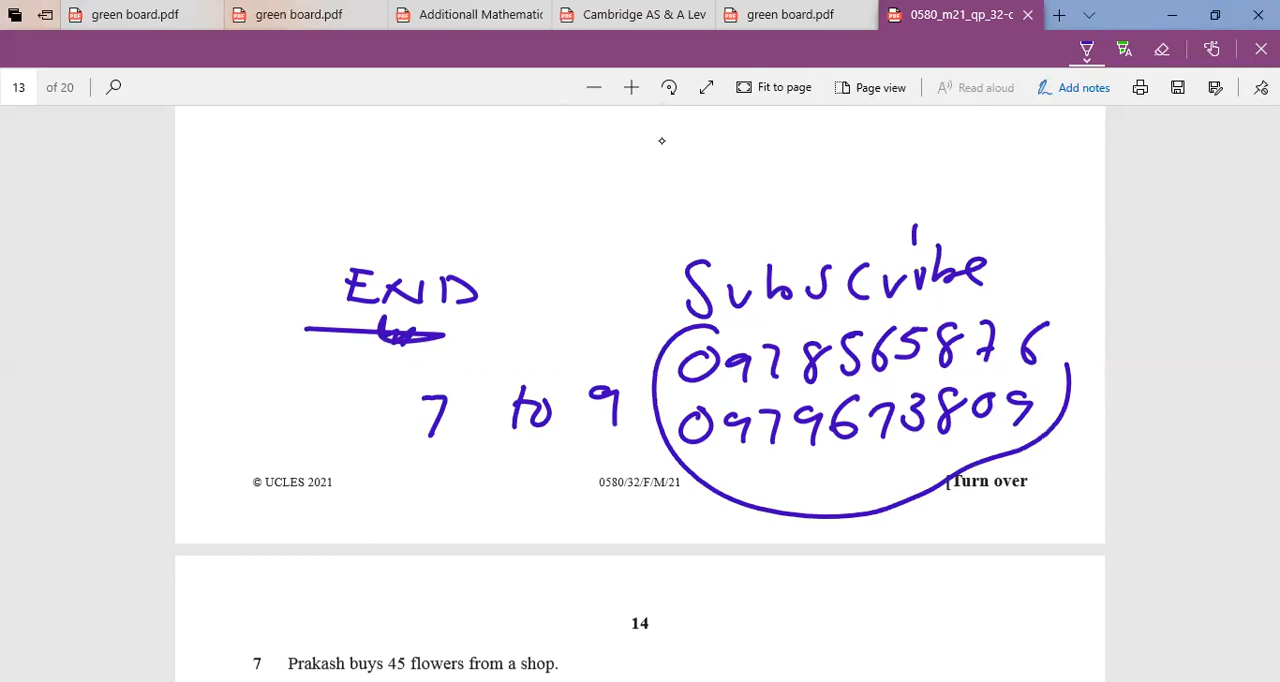 green board.pdf
green board.pdf
Additionall Mathematic
Cambridge AS & A Lev
green board.pdf
0580_m21_qp_32-c
13 of 20
Fit to page
Page view
Read aloud
Add notes
END
Subscribe
0978565876
7 to 9
0979673809
© UCLES 2021
0580/32/F/M/21
[Turn over
14
7 Prakash buys 45 flowers from a shop.